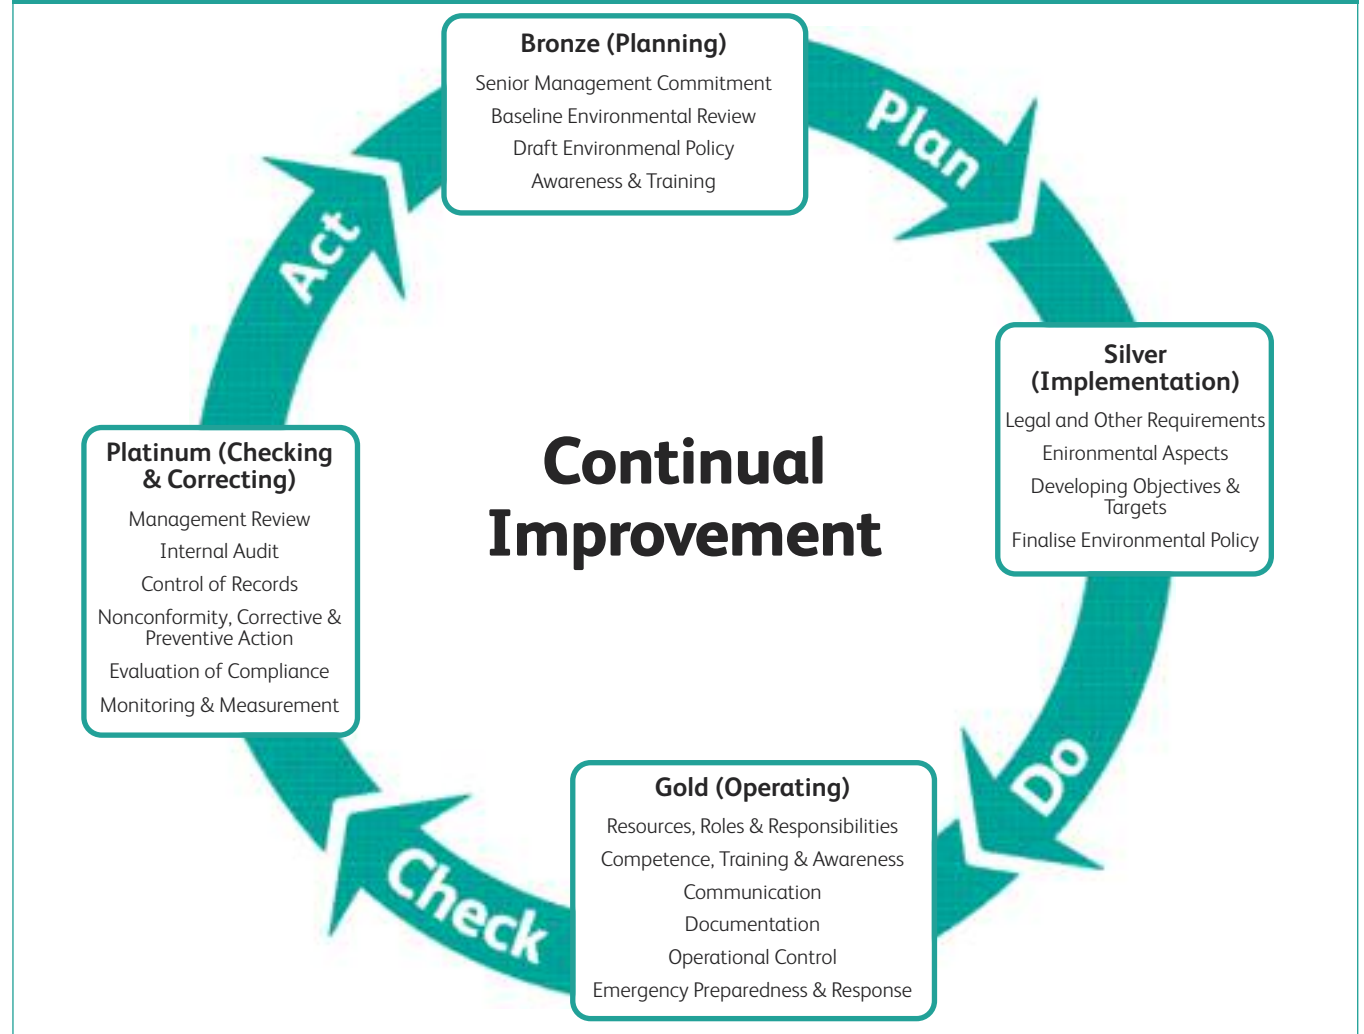 Bronze (Planning)
Senior Management Commitment
Baseline Environmental Review
Draft Environmenal Policy
Awareness & Training
Plan
Silver
(Implementation)
Legal and Other Requirements
Enironmental Aspects
Developing Objectives &
Targets
Finalise Environmental Policy
Do
Gold (Operating)
Resources, Roles & Responsibilities
Competence, Training & Awareness
Communication
Documentation
Operational Control
Emergency Preparedness & Response
Check
Platinum (Checking
& Correcting)
Management Review
Internal Audit
Control of Records
Nonconformity, Corrective &
Preventive Action
Evaluation of Compliance
Monitoring & Measurement
Act
Continual
Improvement